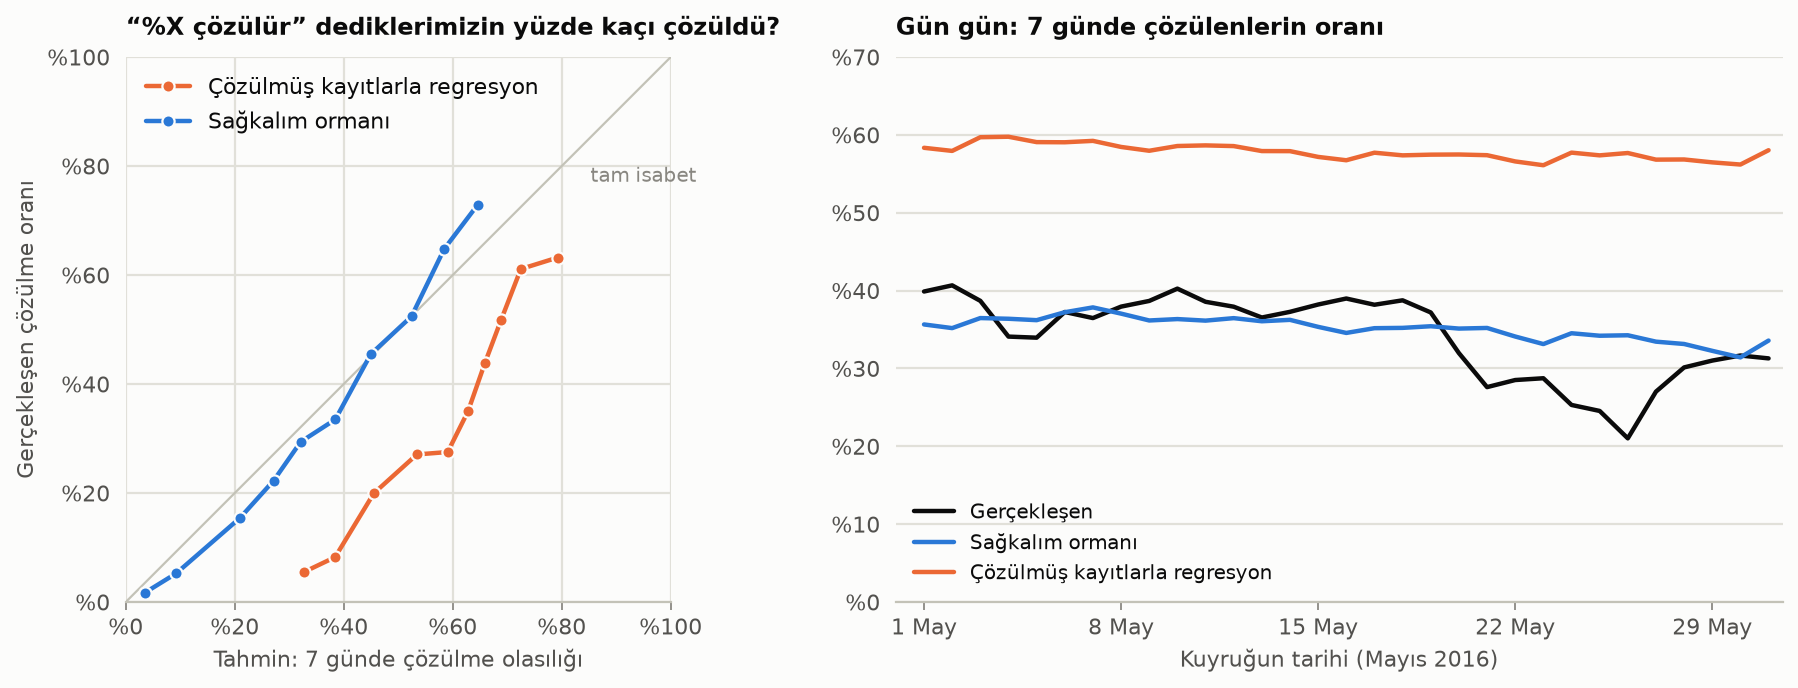 “%X çözülür” dediklerimizin yüzde kaçı çözüldü?
%100
%80
%60
%40
%20
%0
Gerçekleşen çözülme oranı
Çözülmüş kayıtlarla regresyon
Sağkalım ormanı
tam isabet
%0 %20 %40 %60 %80 %100
Tahmin: 7 günde çözülme olasılığı
Gün gün: 7 günde çözülenlerin oranı
%70
%60
%50
%40
%30
%20
%10
%0
Gerçekleşen
Sağkalım ormanı
Çözülmüş kayıtlarla regresyon
1 May 8 May 15 May 22 May 29 May
Kuyruğun tarihi (Mayıs 2016)